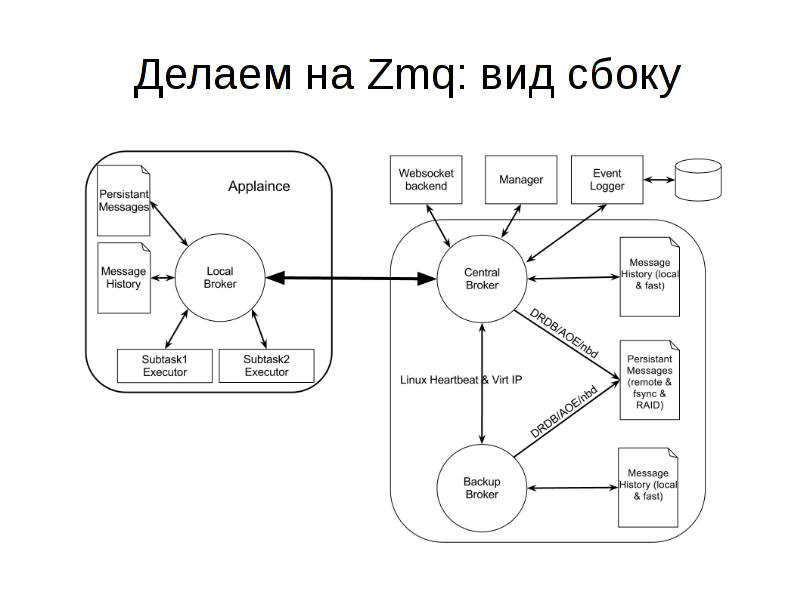 Делаем на Zmq: вид сбоку
Applaince
Persistant
Messages
Message
History
Local
Broker
Subtask1
Executor
Subtask2
Executor
Websocket
backend
Manager
Event
Logger
Central
Broker
Message
History (local
& fast)
DRDB/AOE/nbd
Persistant
Messages
(remote &
fsync &
RAID)
Linux Heartbeat & Virt IP
DRDB/AOE/nbd
Backup
Broker
Message
History (local
& fast)